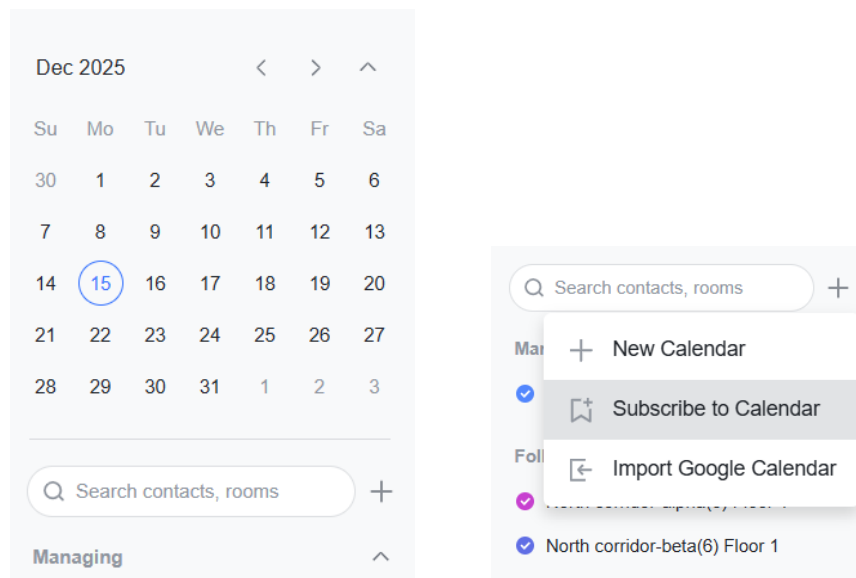 Dec 2025
Su Mo Tu We Th Fr Sa
30 1 2 3 4 5 6
7 8 9 10 11 12 13
14 15 16 17 18 19 20
21 22 23 24 25 26 27
28 29 30 31 1 2 3
Search contacts, rooms
Managing
Search contacts, rooms
New Calendar
Subscribe to Calendar
Import Google Calendar
North corridor-beta(6) Floor 1